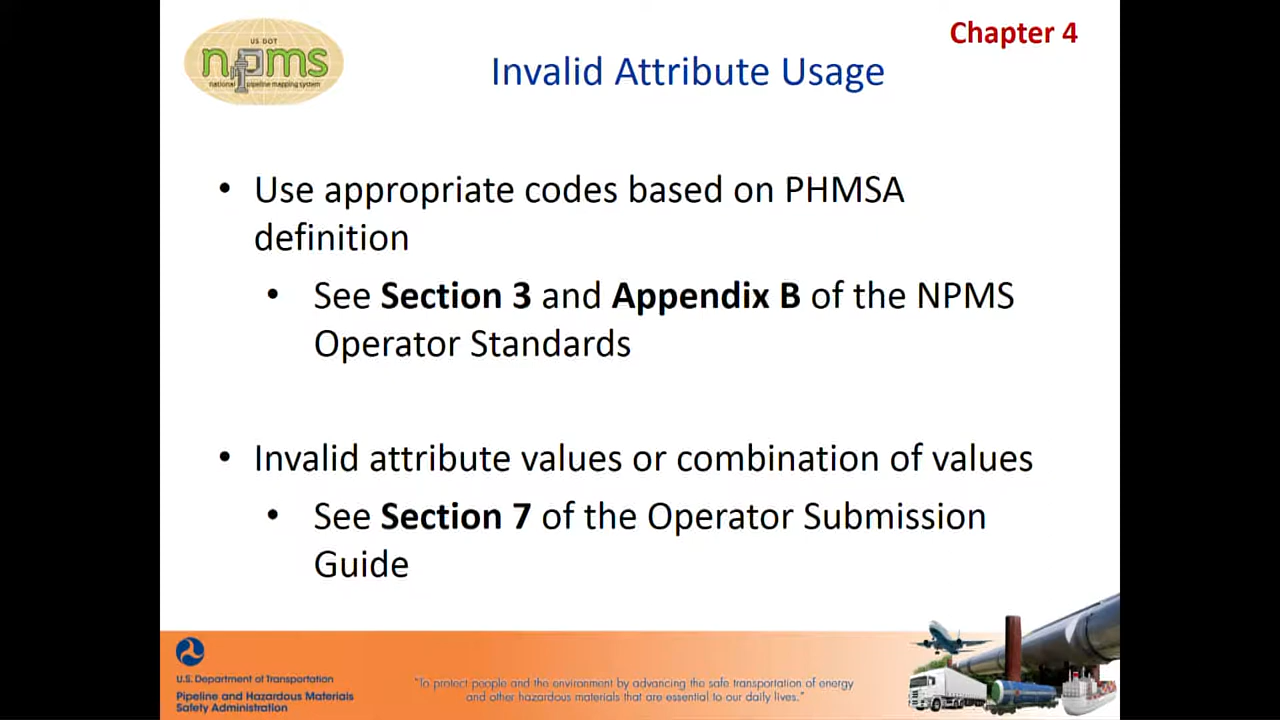 Chapter 4
US DOT
npms
national pipeline mapping system
Invalid Attribute Usage
• Use appropriate codes based on PHMSA
definition
• See Section 3 and Appendix B of the NPMS
Operator Standards
• Invalid attribute values or combination of values
• See Section 7 of the Operator Submission
Guide
U.S. Department of Transportation
Pipeline and Hazardous Materials
Safety Administration
"To protect people and the environment by advancing the safe transportation of energy
and other hazardous materials that are essential to our daily lives."